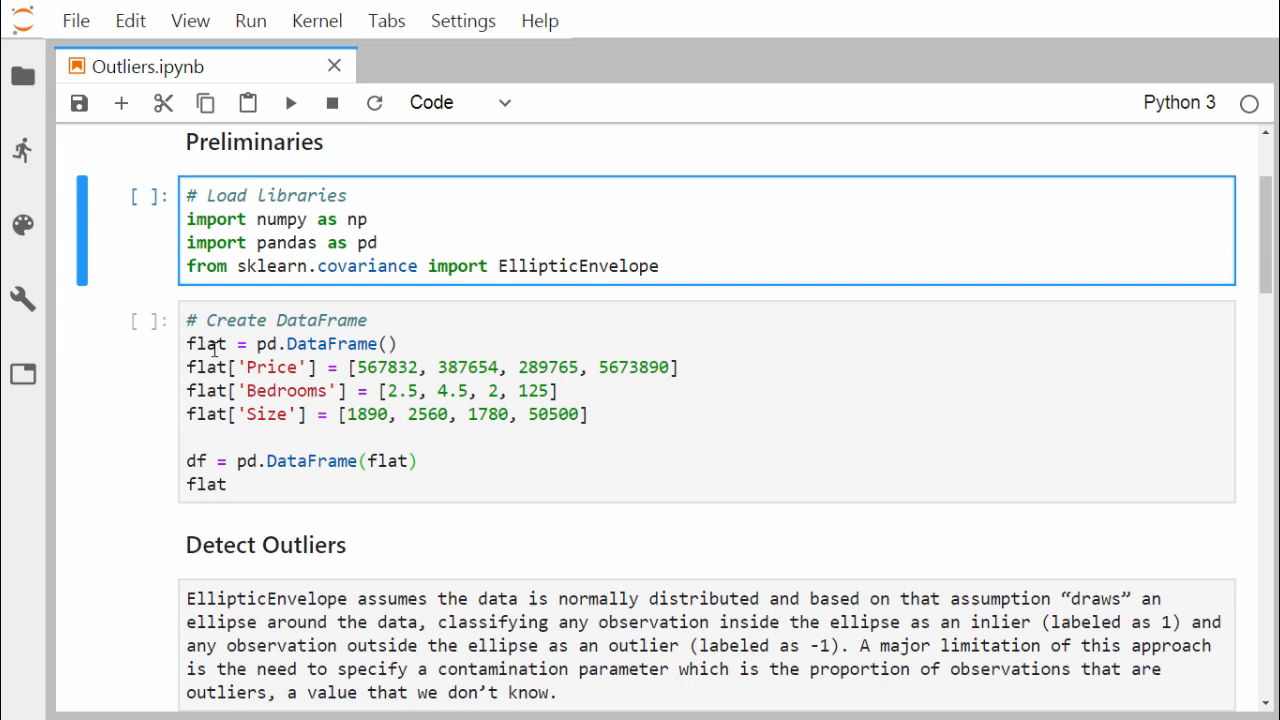 File Edit View Run Kernel Tabs Settings Help
Outliers.ipynb
Code
Python 3
Preliminaries
[ ]:
# Load libraries
import numpy as np
import pandas as pd
from sklearn.covariance import EllipticEnvelope
[ ]:
# Create DataFrame
flat = pd.DataFrame()
flat['Price'] = [567832, 387654, 289765, 5673890]
flat['Bedrooms'] = [2.5, 4.5, 2, 125]
flat['Size'] = [1890, 2560, 1780, 50500]
df = pd.DataFrame(flat)
flat
Detect Outliers
EllipticEnvelope assumes the data is normally distributed and based on that assumption “draws” an
ellipse around the data, classifying any observation inside the ellipse as an inlier (labeled as 1) and
any observation outside the ellipse as an outlier (labeled as -1). A major limitation of this approach
is the need to specify a contamination parameter which is the proportion of observations that are
outliers, a value that we don’t know.